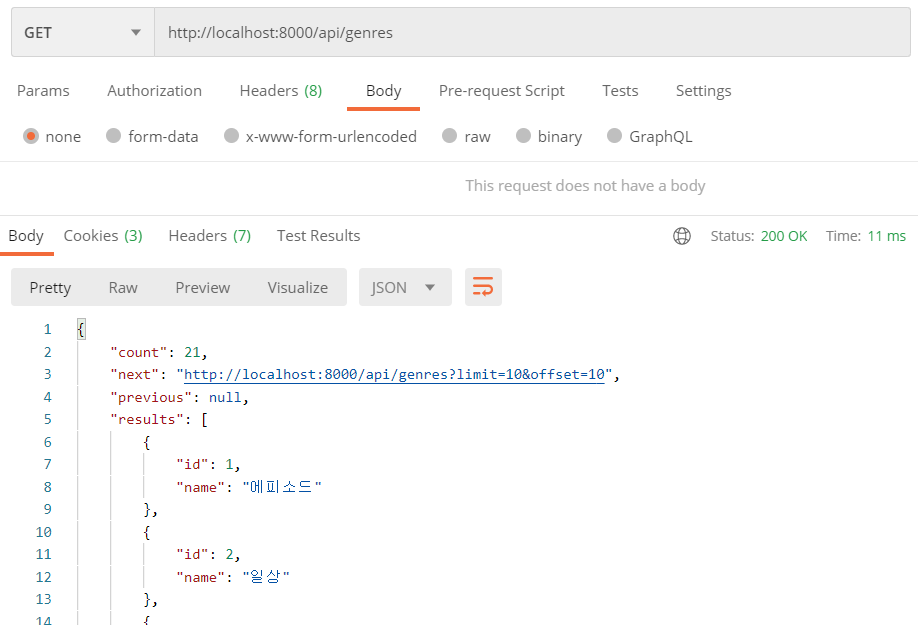 GET http://localhost:8000/api/genres
Params Authorization Headers (8) Body Pre-request Script Tests Settings
none form-data x-www-form-urlencoded raw binary GraphQL
This request does not have a body
Body Cookies (3) Headers (7) Test Results Status: 200 OK Time: 11 ms
Pretty Raw Preview Visualize JSON
1 {
2 "count": 21,
3 "next": "http://localhost:8000/api/genres?limit=10&offset=10",
4 "previous": null,
5 "results": [
6 {
7 "id": 1,
8 "name": "에피소드"
9 },
10 {
11 "id": 2,
12 "name": "일상"
13 },
14 {